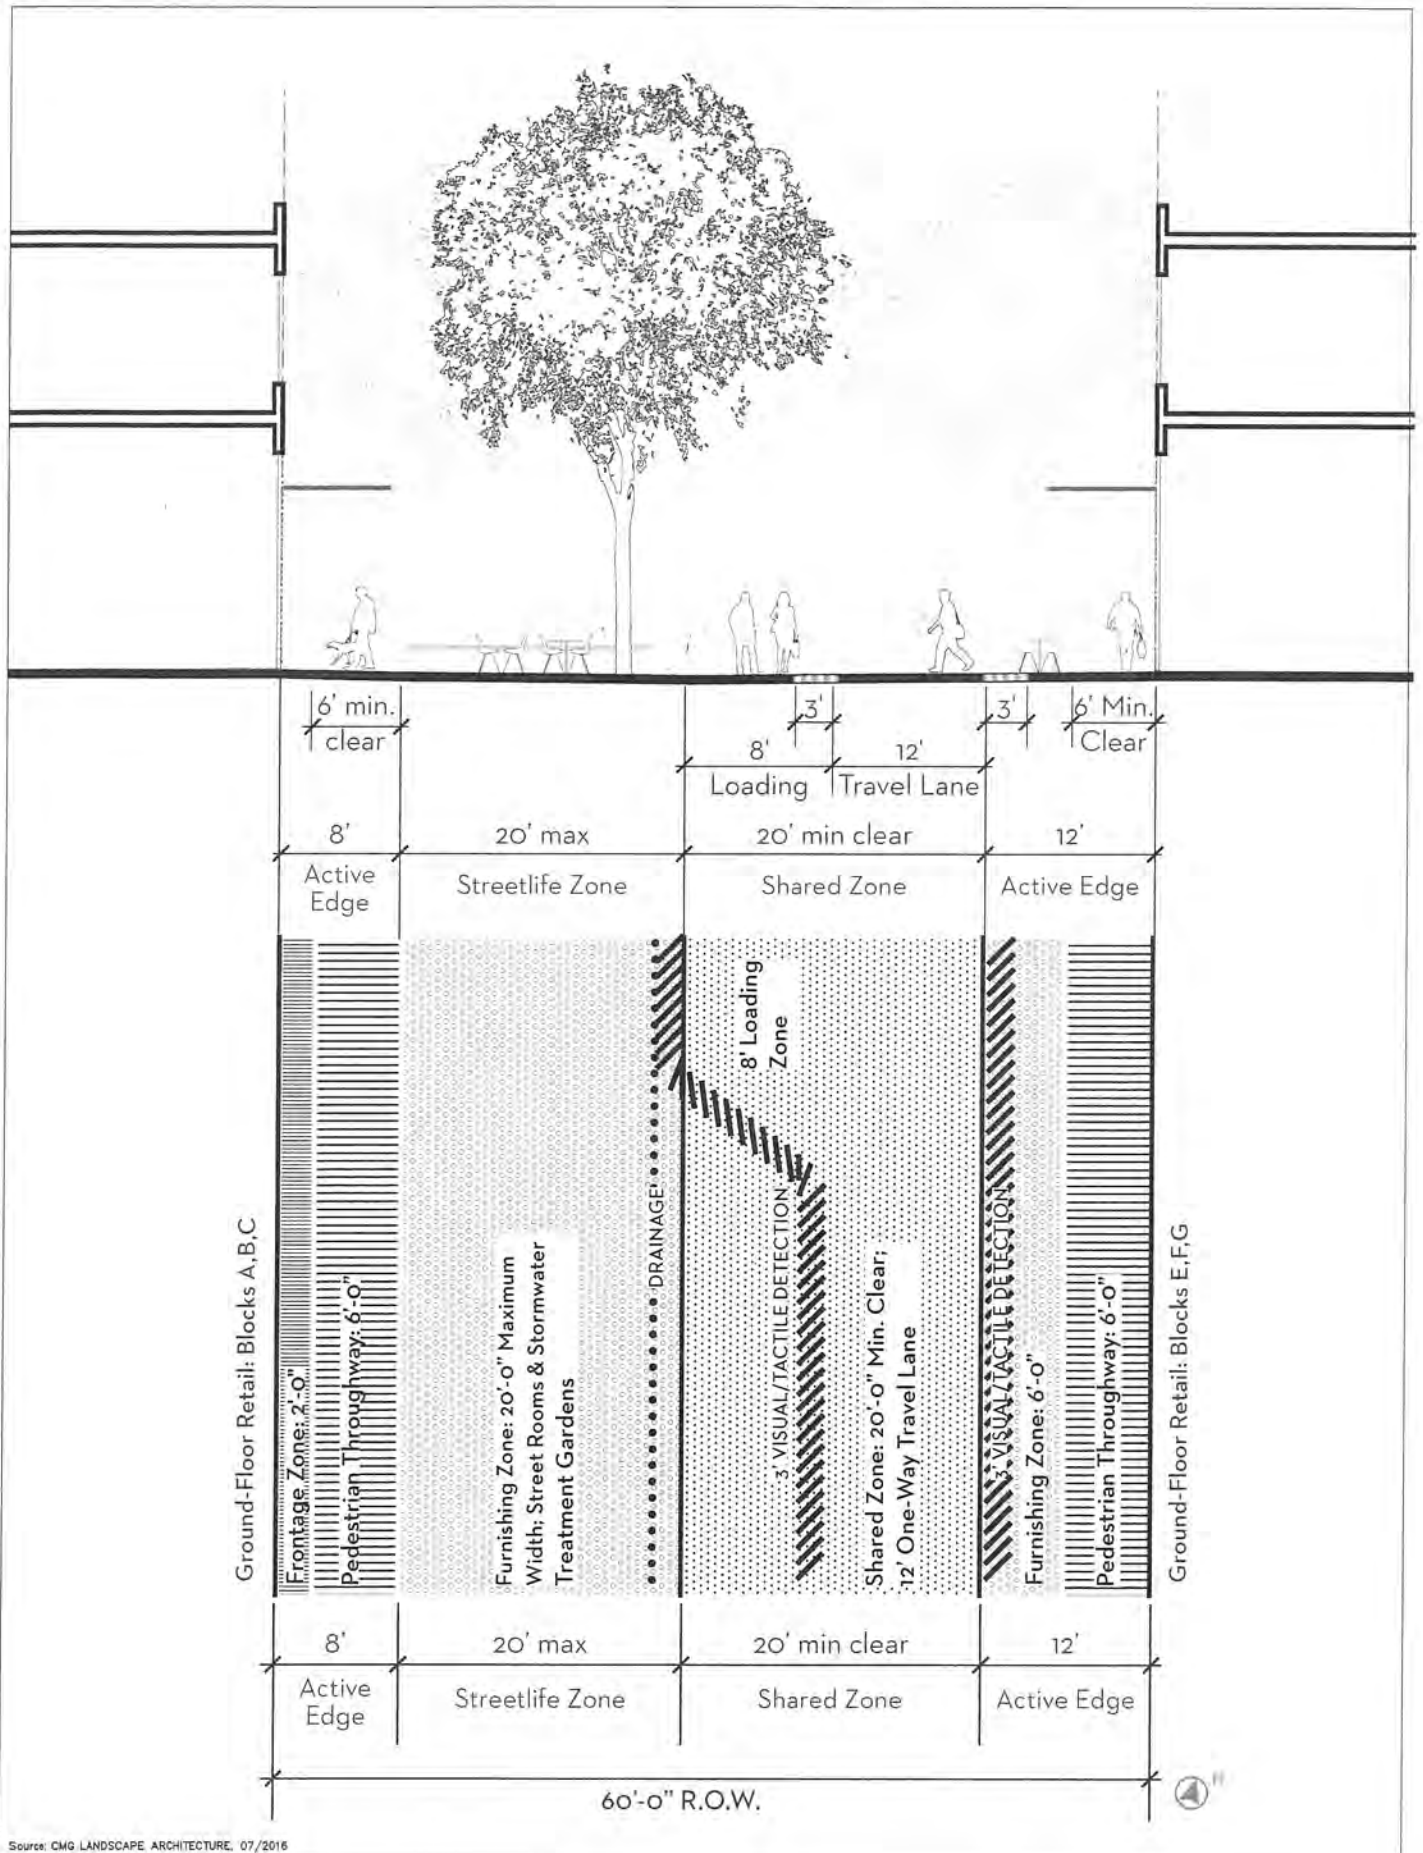 6' min.
clear
3'
3'
6' Min.
Clear
8'
12'
Loading
Travel Lane
8'
20' max
20' min clear
12'
Active
Edge
Streetlife Zone
Shared Zone
Active Edge
Ground-Floor Retail: Blocks A,B,C
Frontage Zone: 2'-0"
Pedestrian Throughway: 6'-0"
Furnishing Zone: 20'-0" Maximum
Width; Street Rooms & Stormwater
Treatment Gardens
DRAINAGE
8' Loading
Zone
3' VISUAL/TACTILE DETECTION
Shared Zone: 20'-0" Min. Clear;
12' One-Way Travel Lane
3' VISUAL/TACTILE DETECTION
Furnishing Zone: 6'-0"
Pedestrian Throughway: 6'-0"
Ground-Floor Retail: Blocks E,F,G
8'
20' max
20' min clear
12'
Active
Edge
Streetlife Zone
Shared Zone
Active Edge
60'-0" R.O.W.
Source: CMG LANDSCAPE ARCHITECTURE, 07/2016